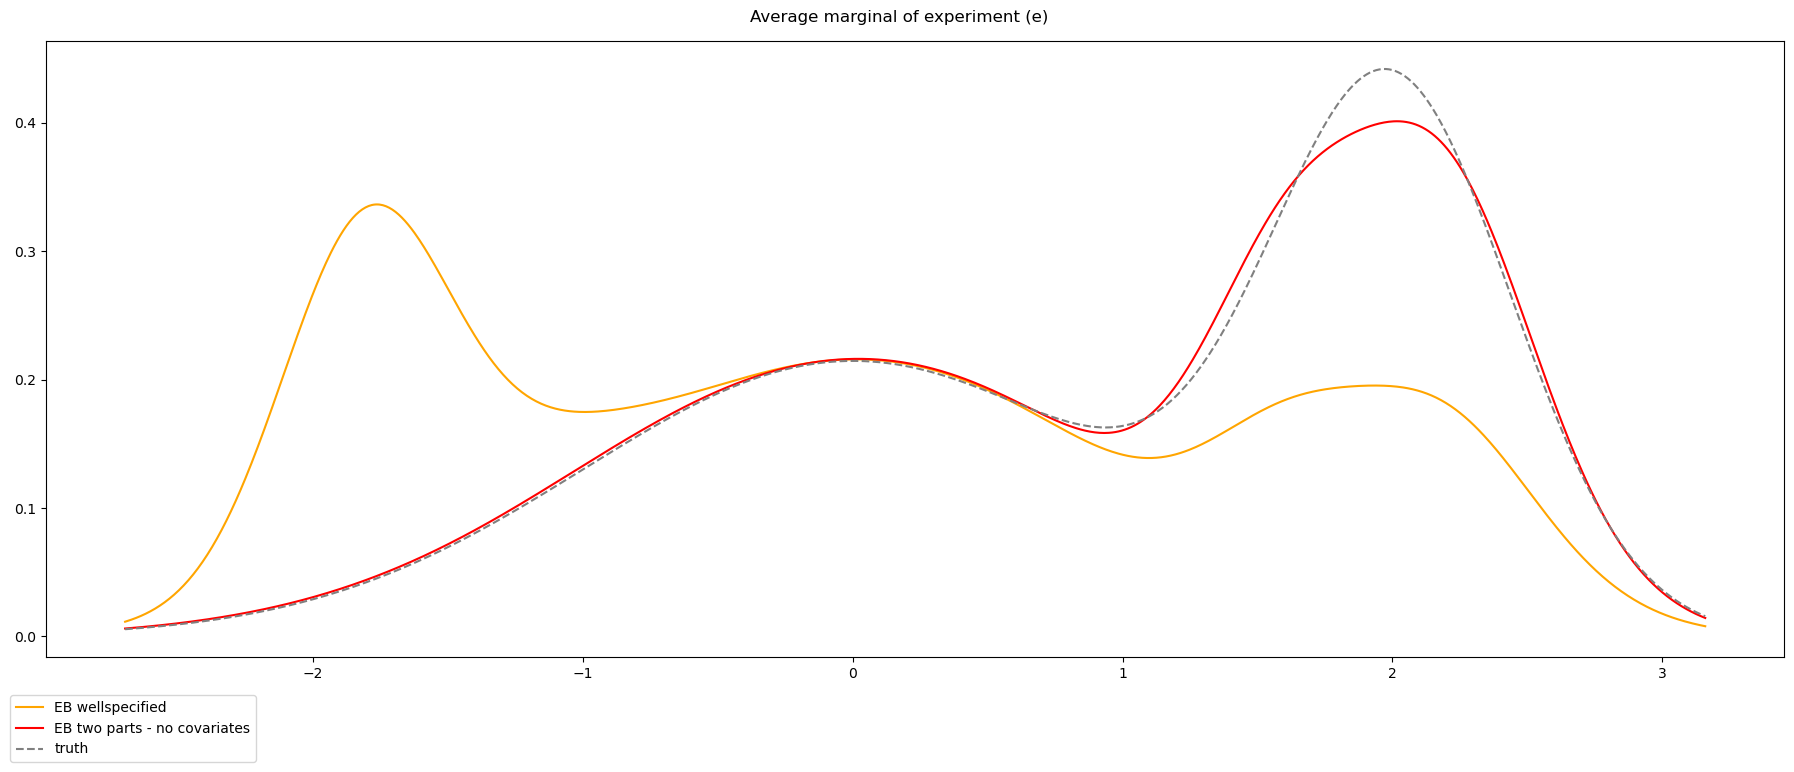 Average marginal of experiment (e)
0.4
0.3
0.2
0.1
0.0
−2
−1
0
1
2
3
EB wellspecified
EB two parts - no covariates
truth